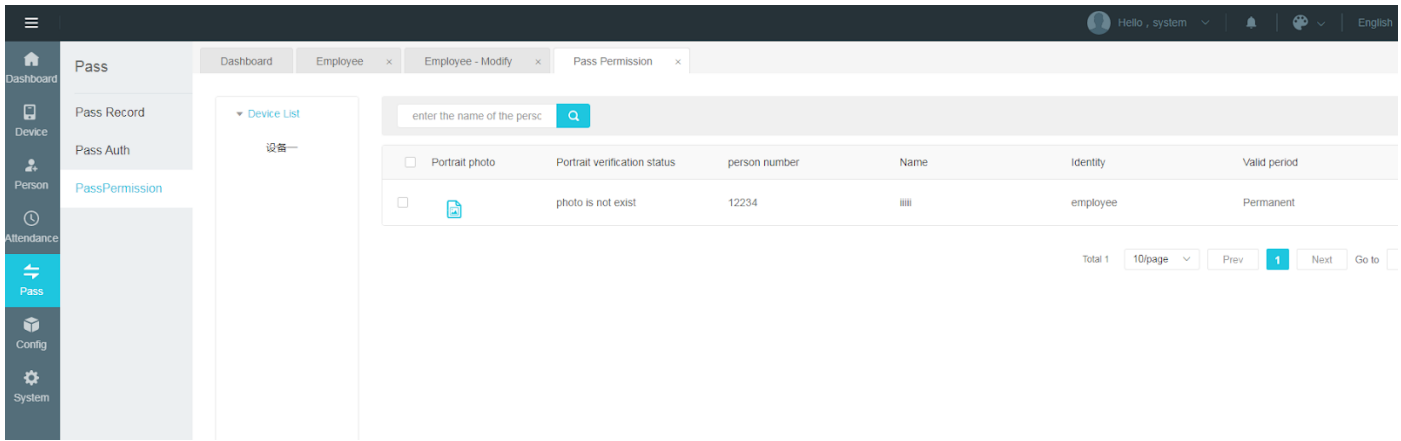 Hello , system
English
Dashboard
Device
Person
Attendance
Pass
Config
System
Pass
Pass Record
Pass Auth
PassPermission
Dashboard
Employee ×
Employee - Modify ×
Pass Permission ×
Device List
设备一
enter the name of the persc
Portrait photo Portrait verification status person number Name Identity Valid period
photo is not exist 12234 iiiii employee Permanent
Total 1 10/page Prev 1 Next Go to